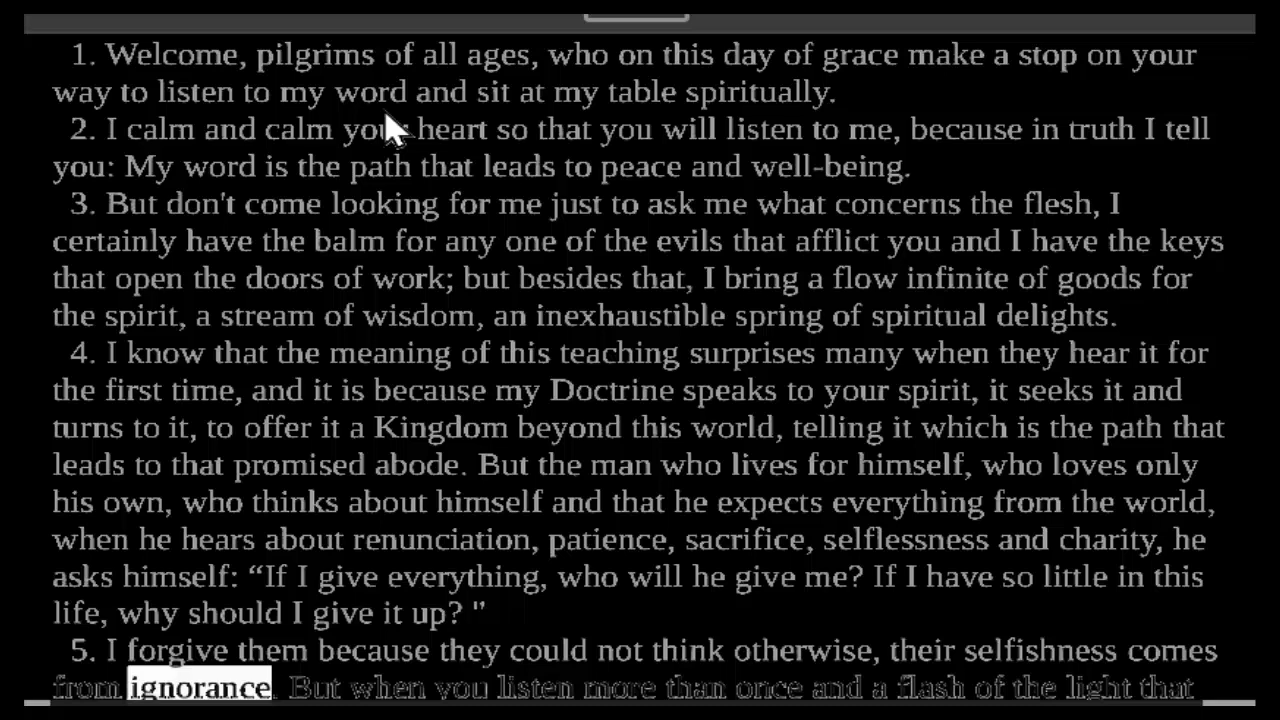 1. Welcome, pilgrims of all ages, who on this day of grace make a stop on your
way to listen to my word and sit at my table spiritually.
2. I calm and calm your heart so that you will listen to me, because in truth I tell
you: My word is the path that leads to peace and well-being.
3. But don't come looking for me just to ask me what concerns the flesh, I
certainly have the balm for any one of the evils that afflict you and I have the keys
that open the doors of work; but besides that, I bring a flow infinite of goods for
the spirit, a stream of wisdom, an inexhaustible spring of spiritual delights.
4. I know that the meaning of this teaching surprises many when they hear it for
the first time, and it is because my Doctrine speaks to your spirit, it seeks it and
turns to it, to offer it a Kingdom beyond this world, telling it which is the path that
leads to that promised abode. But the man who lives for himself, who loves only
his own, who thinks about himself and that he expects everything from the world,
when he hears about renunciation, patience, sacrifice, selflessness and charity, he
asks himself: “If I give everything, who will he give me? If I have so little in this
life, why should I give it up? "
5. I forgive them because they could not think otherwise, their selfishness comes
from ignorance. But when you listen more than once and a flash of the light that